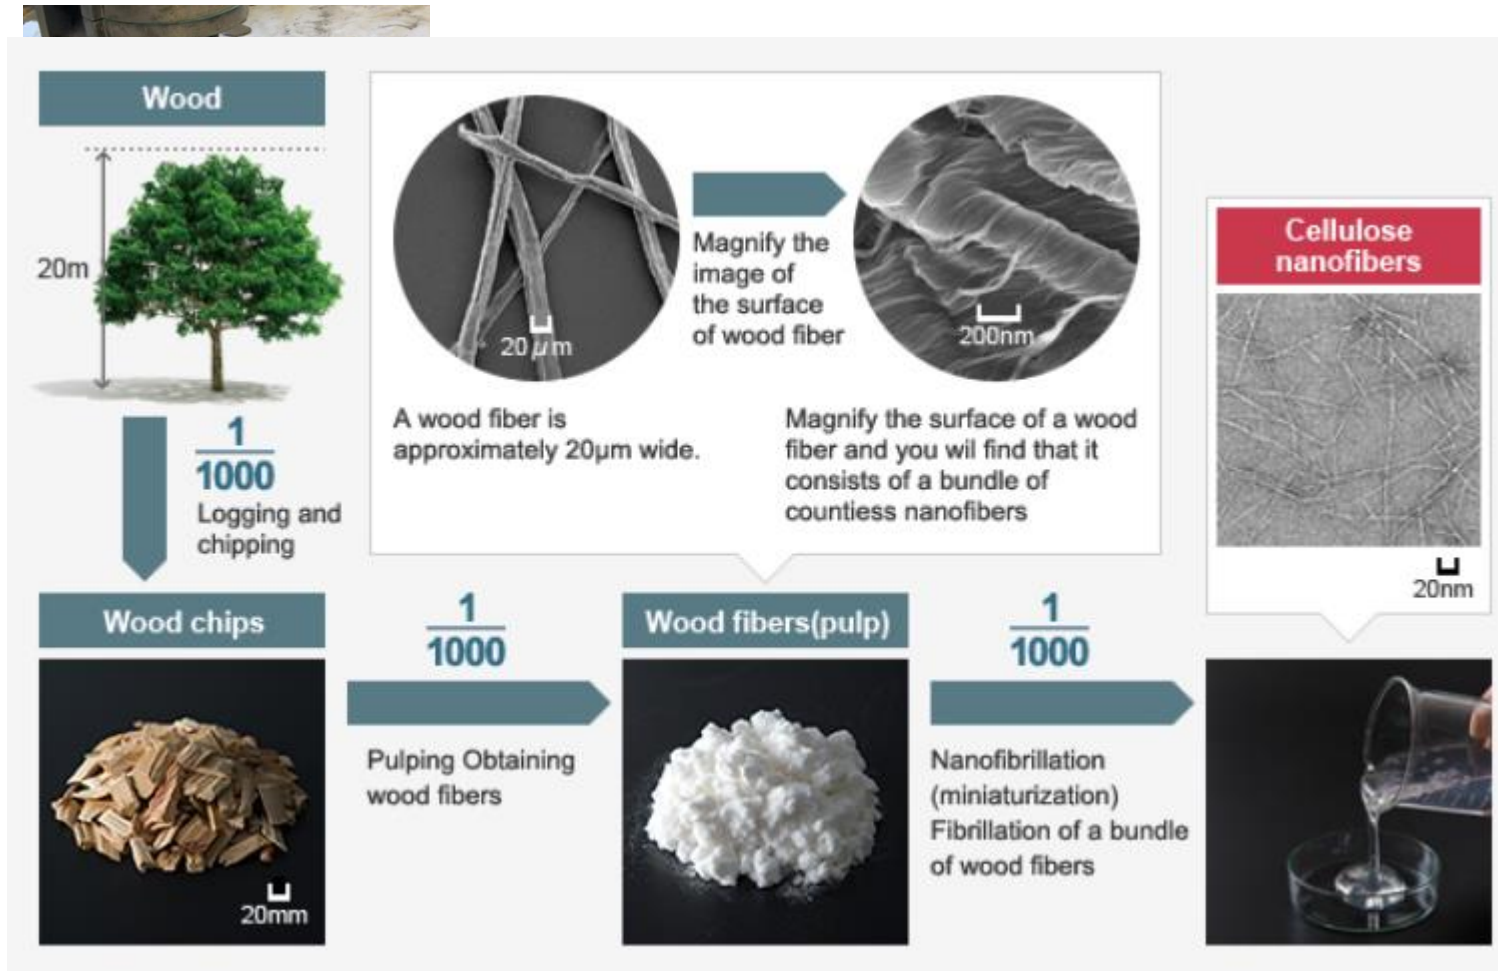 Wood
20m
1
1000
Logging and
chipping
20μm
Magnify the
image of
the surface
of wood fiber
200nm
A wood fiber is
approximately 20μm wide.
Magnify the surface of a wood
fiber and you wil find that it
consists of a bundle of
countless nanofibers
Cellulose
nanofibers
20nm
Wood chips
20mm
1
1000
Pulping Obtaining
wood fibers
Wood fibers(pulp)
1
1000
Nanofibrillation
(miniaturization)
Fibrillation of a bundle
of wood fibers